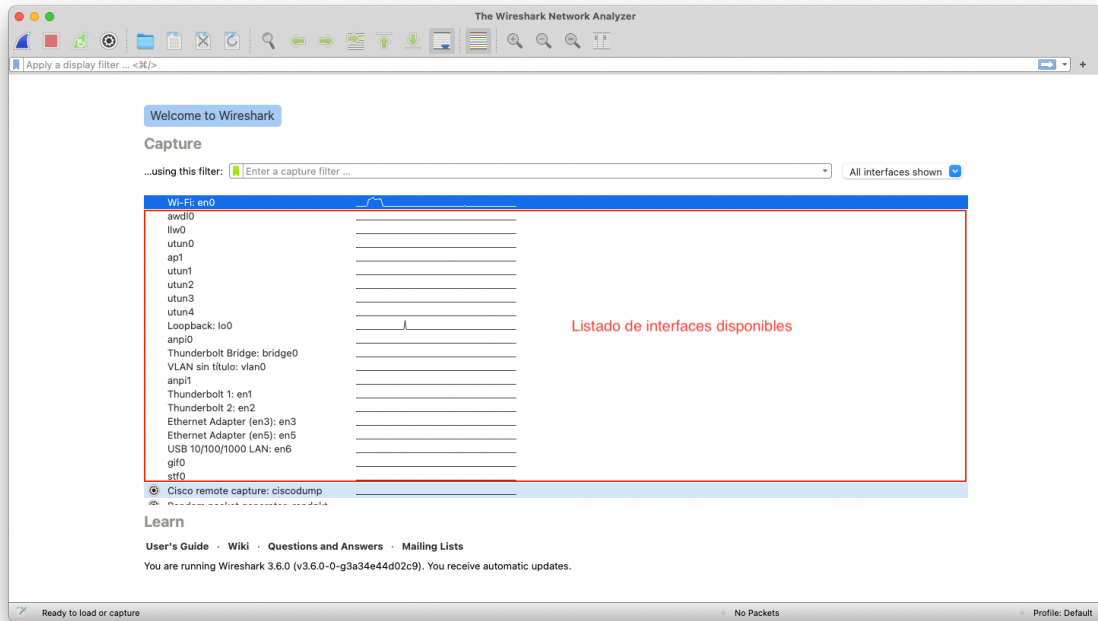 The Wireshark Network Analyzer
Apply a display filter ... <⌘/>
+
Welcome to Wireshark
Capture
...using this filter: Enter a capture filter ... All interfaces shown
Wi-Fi: en0
awdl0
llw0
utun0
ap1
utun1
utun2
utun3
utun4
Loopback: lo0
Listado de interfaces disponibles
anpi0
Thunderbolt Bridge: bridge0
VLAN sin título: vlan0
anpi1
Thunderbolt 1: en1
Thunderbolt 2: en2
Ethernet Adapter (en3): en3
Ethernet Adapter (en5): en5
USB 10/100/1000 LAN: en6
gif0
stf0
Cisco remote capture: ciscodump
Random packet generator: randpkt
Learn
User's Guide · Wiki · Questions and Answers · Mailing Lists
You are running Wireshark 3.6.0 (v3.6.0-0-g3a34e44d02c9). You receive automatic updates.
Ready to load or capture No Packets Profile: Default